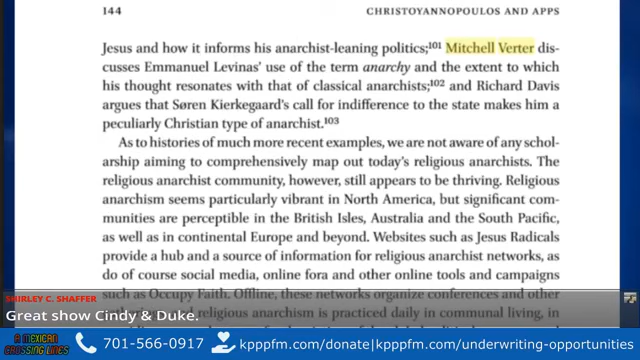 144
CHRISTOYANNOPOULOS AND APPS
Jesus and how it informs his anarchist-leaning politics;101 Mitchell Verter dis-
cusses Emmanuel Levinas' use of the term anarchy and the extent to which
his thought resonates with that of classical anarchists;102 and Richard Davis
argues that Søren Kierkegaard's call for indifference to the state makes him a
peculiarly Christian type of anarchist.103
As to histories of much more recent examples, we are not aware of any schol-
arship aiming to comprehensively map out today's religious anarchists. The
religious anarchist community, however, still appears to be thriving. Religious
anarchism seems particularly vibrant in North America, but significant com-
munities are perceptible in the British Isles, Australia and the South Pacific,
as well as in continental Europe and beyond. Websites such as Jesus Radicals
provide a hub and a source of information for religious anarchist networks, as
do of course social media, online fora and other online tools and campaigns
such as Occupy Faith. Offline, these networks organize conferences and other
religious anarchism is practiced daily in communal living, in
SHIRLEY C. SHAFFER
Great show Cindy & Duke.
A MEXICAN
CROSSING LINES
701-566-0917
kpppfm.com/donate|kpppfm.com/underwriting-opportunities